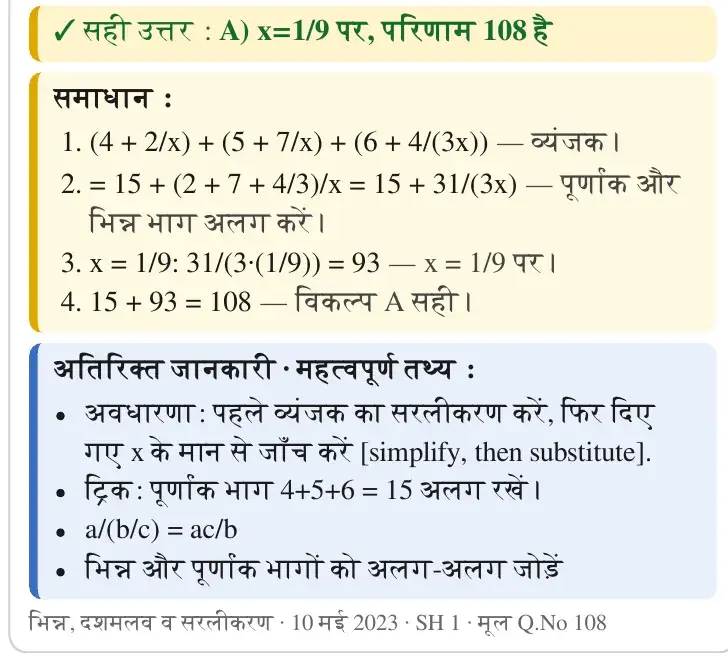 ✓ सही उत्तर : A) x=1/9 पर, परिणाम 108 है
समाधान :
1. (4 + 2/x) + (5 + 7/x) + (6 + 4/(3x)) — व्यंजक।
2. = 15 + (2 + 7 + 4/3)/x = 15 + 31/(3x) — पूर्णांक और
भिन्न भाग अलग करें।
3. x = 1/9: 31/(3·(1/9)) = 93 — x = 1/9 पर।
4. 15 + 93 = 108 — विकल्प A सही।
अतिरिक्त जानकारी · महत्वपूर्ण तथ्य :
• अवधारणा : पहले व्यंजक का सरलीकरण करें, फिर दिए
गए x के मान से जाँच करें [simplify, then substitute].
• ट्रिक : पूर्णांक भाग 4+5+6 = 15 अलग रखें।
• a/(b/c) = ac/b
• भिन्न और पूर्णांक भागों को अलग-अलग जोड़ें
भिन्न, दशमलव व सरलीकरण · 10 मई 2023 · SH 1 · मूल Q.No 108